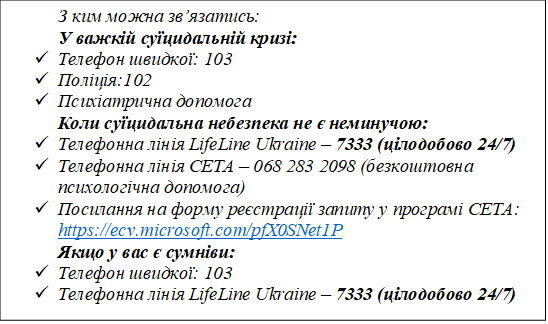 З ким можна зв’язатись:
У важкій суїцидальній кризі:
✓ Телефон швидкої: 103
✓ Поліція:102
✓ Психіатрична допомога
Коли суїцидальна небезпека не є неминучою:
✓ Телефонна лінія LifeLine Ukraine – 7333 (цілодобово 24/7)
✓ Телефонна лінія СЕТА – 068 283 2098 (безкоштовна
психологічна допомога)
✓ Посилання на форму реєстрації запиту у програмі СЕТА:
https://ecv.microsoft.com/pfX0SNet1P
Якщо у вас є сумніви:
✓ Телефон швидкої: 103
✓ Телефонна лінія LifeLine Ukraine – 7333 (цілодобово 24/7)